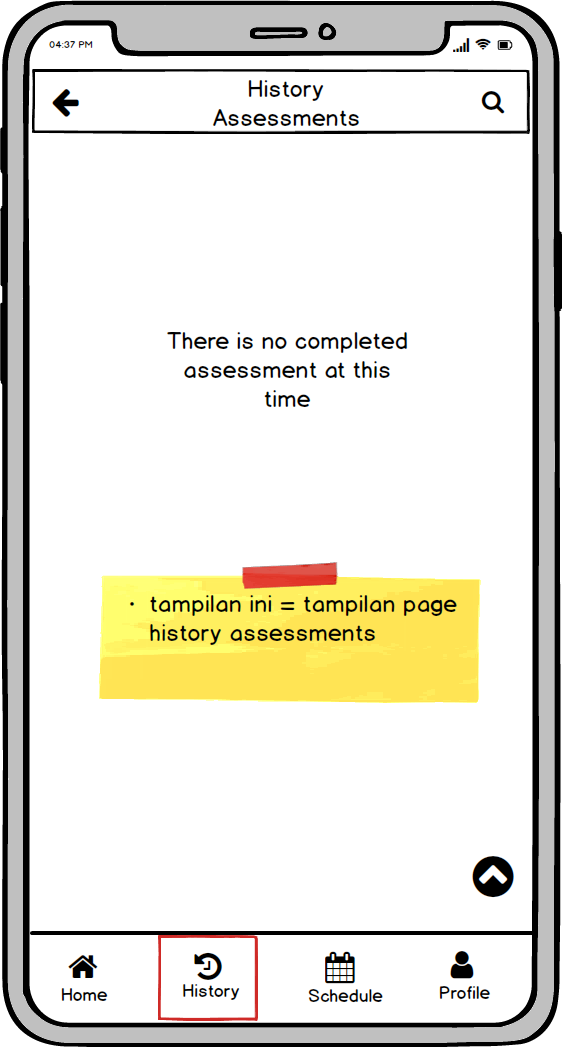 04:37 PM
History
Assessments
There is no completed
assessment at this
time
• tampilan ini = tampilan page
history assessments
Home
History
Schedule
Profile